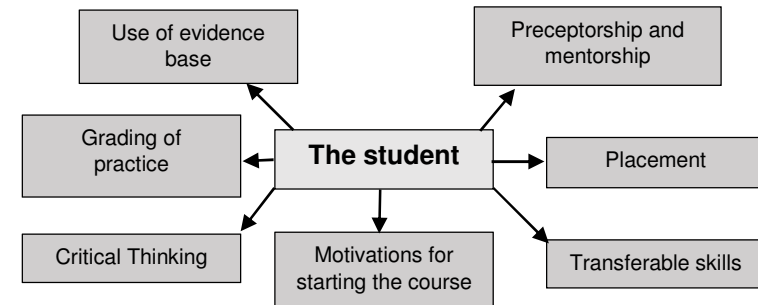 Use of evidence
base
Preceptorship and
mentorship
Grading of
practice
The student
Placement
Critical Thinking
Motivations for
starting the course
Transferable skills